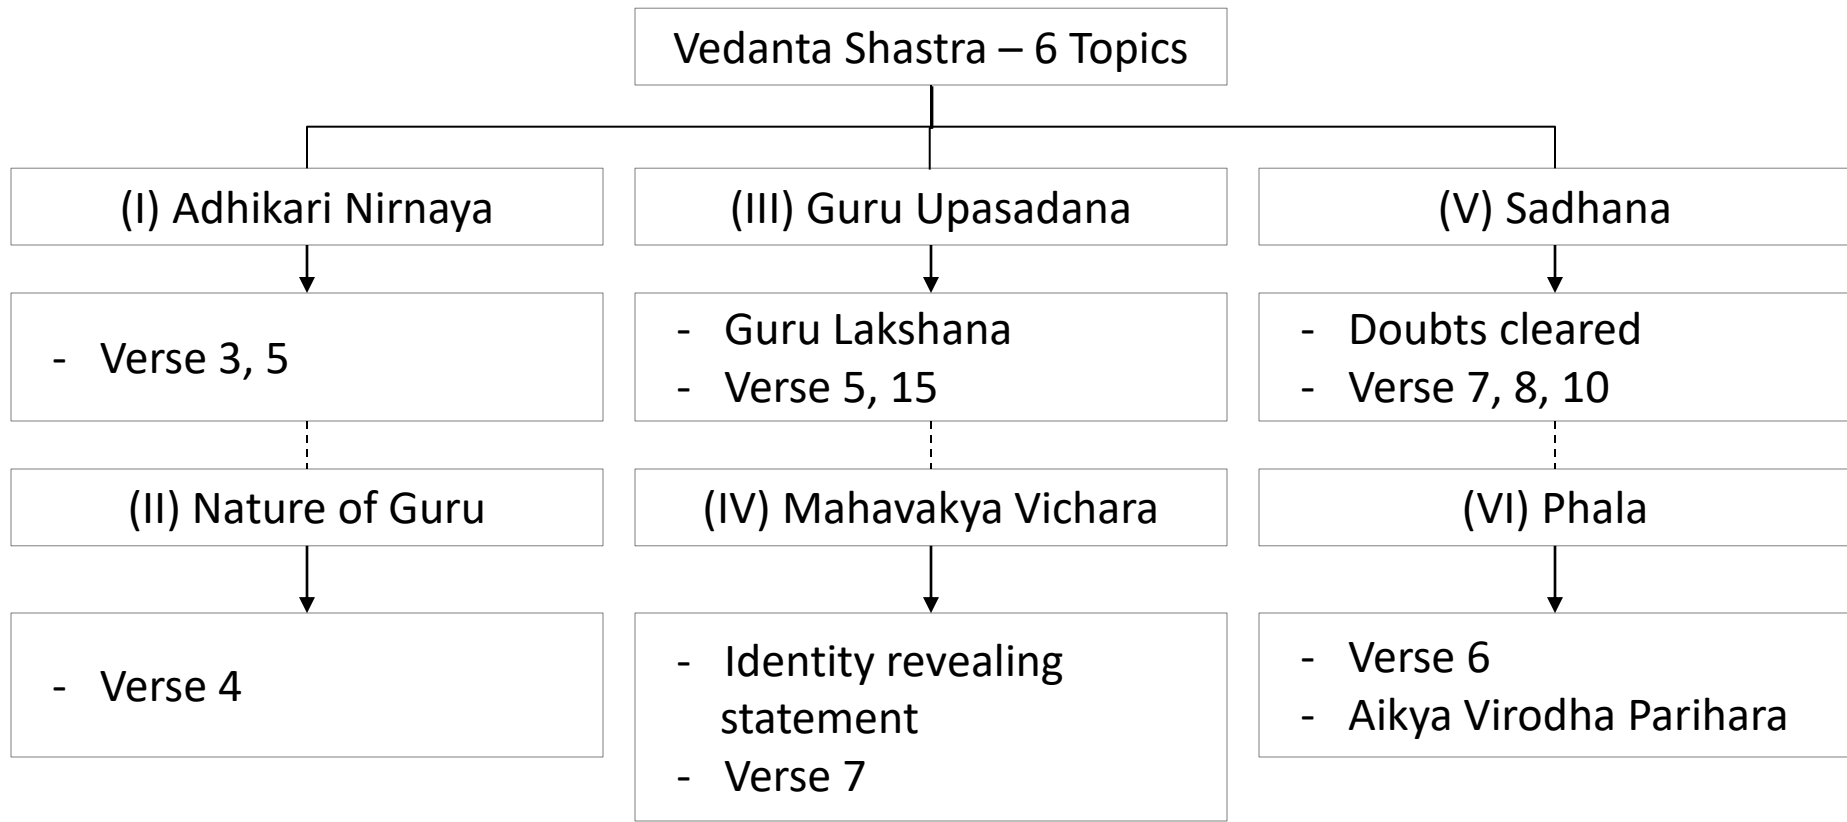 Vedanta Shastra – 6 Topics
(I) Adhikari Nirnaya
- Verse 3, 5
(II) Nature of Guru
- Verse 4
(III) Guru Upasadana
- Guru Lakshana
- Verse 5, 15
(IV) Mahavakya Vichara
- Identity revealing
statement
- Verse 7
(V) Sadhana
- Doubts cleared
- Verse 7, 8, 10
(VI) Phala
- Verse 6
- Aikya Virodha Parihara